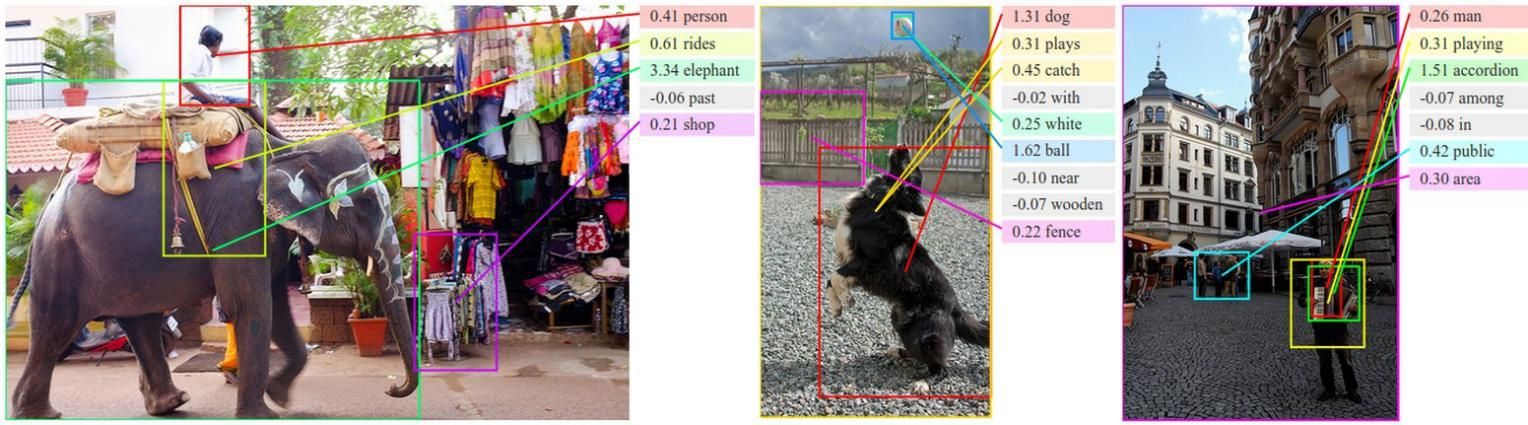 0.41 person
0.61 rides
3.34 elephant
-0.06 past
0.21 shop
1.31 dog
0.31 plays
0.45 catch
-0.02 with
0.25 white
1.62 ball
-0.10 near
-0.07 wooden
0.22 fence
0.26 man
0.31 playing
1.51 accordion
-0.07 among
-0.08 in
0.42 public
0.30 area